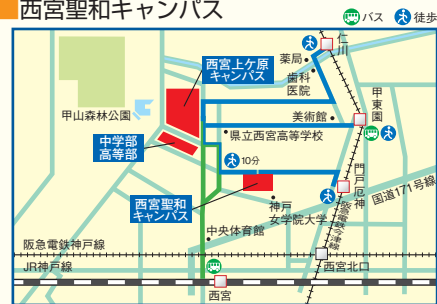 西宮聖和キャンパス
バス 徒歩
仁川
薬局
歯科
医院
西宮上ケ原
キャンパス
甲東園
甲山森林公園
美術館
県立西宮高等学校
中学部
高等部
10分
門戸厄神
国道171号線
西宮聖和
キャンパス
神戸
女学院大学
阪急電鉄今津線
中央体育館
阪急電鉄神戸線
西宮北口
JR神戸線
西宮